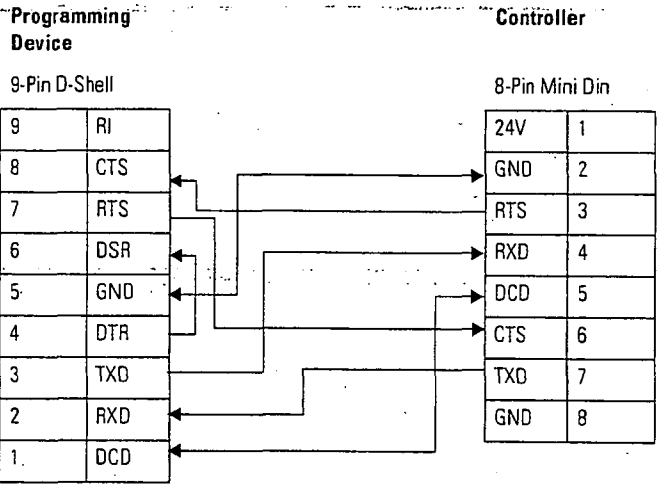 Programming
Device
Controller
9-Pin D-Shell
8-Pin Mini Din
9 RI
8 CTS
7 RTS
6 DSR
5 GND
4 DTR
3 TXD
2 RXD
1 DCD
24V 1
GND 2
RTS 3
RXD 4
DCD 5
CTS 6
TXD 7
GND 8